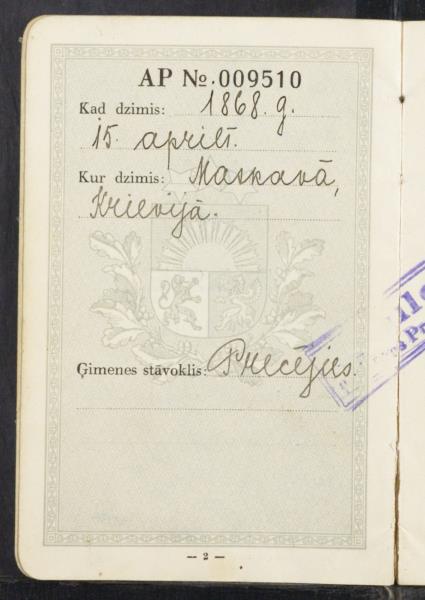 AP № 009510
Kad dzimis: 1868. g.
15. aprilī.
Kur dzimis: Maskavā,
Krievijā.
Ģimenes stāvoklis: Precējies.
— 2 —